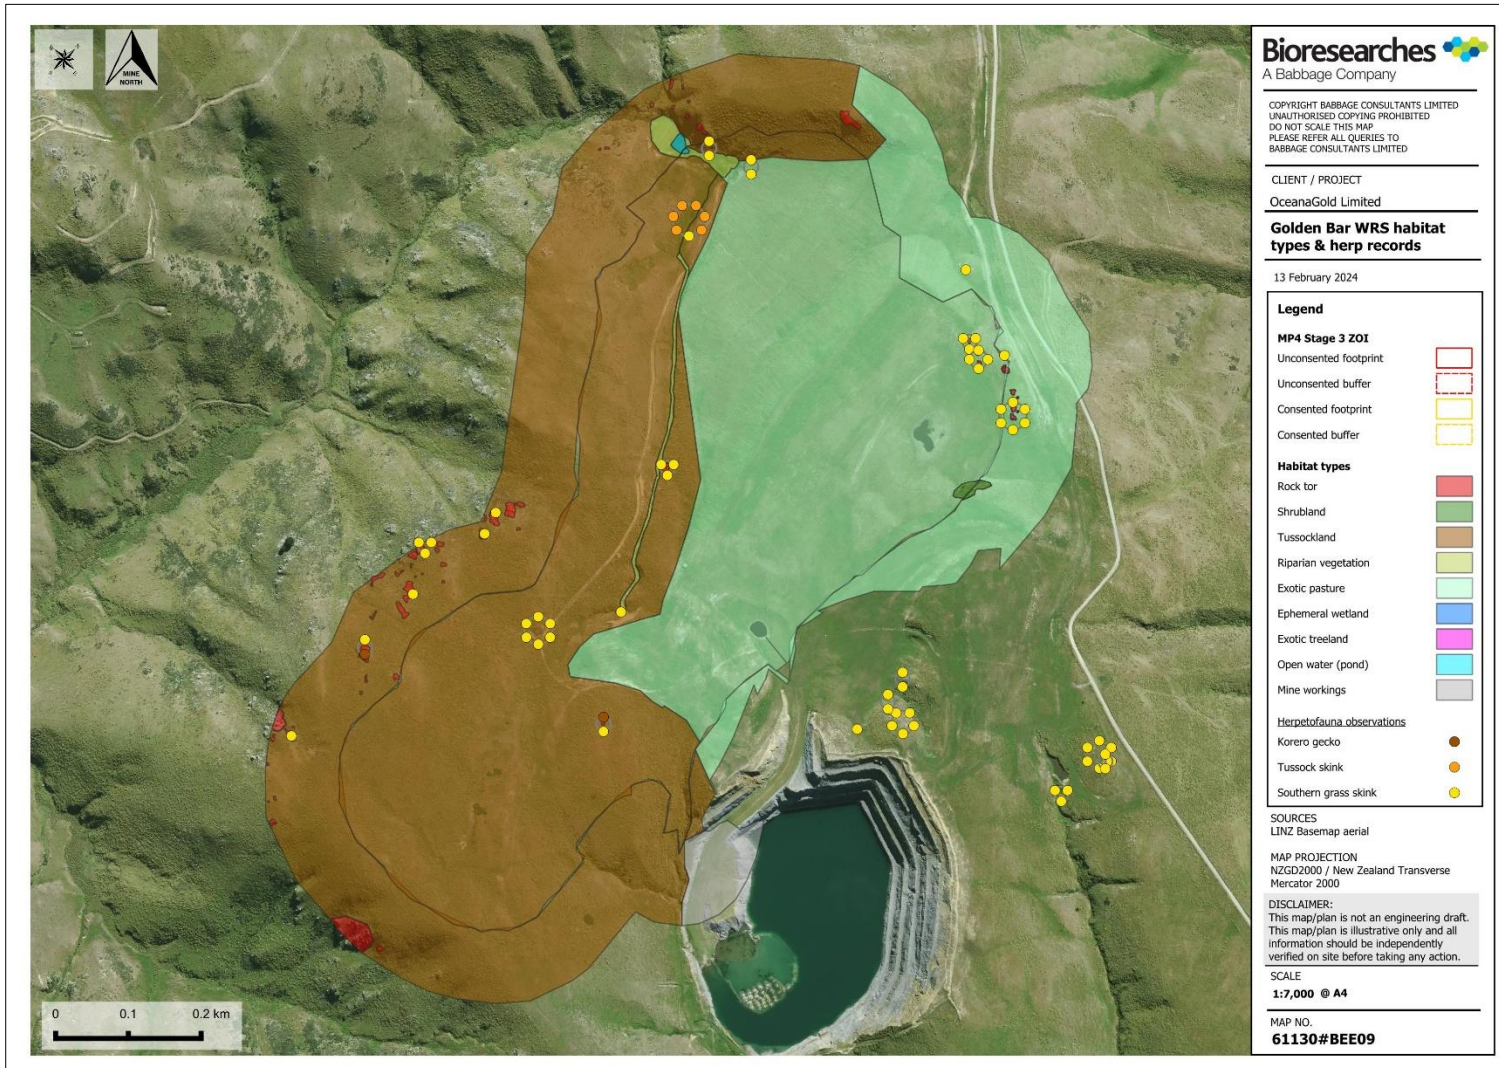 MINE
NORTH
0 0.1 0.2 km
Bioresearches
A Babbage Company
COPYRIGHT BABBAGE CONSULTANTS LIMITED
UNAUTHORISED COPYING PROHIBITED
DO NOT SCALE THIS MAP
PLEASE REFER ALL QUERIES TO
BABBAGE CONSULTANTS LIMITED
CLIENT / PROJECT
OceanaGold Limited
Golden Bar WRS habitat
types & herp records
13 February 2024
Legend
MP4 Stage 3 ZOI
Unconsented footprint
Unconsented buffer
Consented footprint
Consented buffer
Habitat types
Rock tor
Shrubland
Tussockland
Riparian vegetation
Exotic pasture
Ephemeral wetland
Exotic treeland
Open water (pond)
Mine workings
Herpetofauna observations
Korero gecko
Tussock skink
Southern grass skink
SOURCES
LINZ Basemap aerial
MAP PROJECTION
NZGD2000 / New Zealand Transverse
Mercator 2000
DISCLAIMER:
This map/plan is not an engineering draft.
This map/plan is illustrative only and all
information should be independently
verified on site before taking any action.
SCALE
1:7,000 @ A4
MAP NO.
61130#BEE09